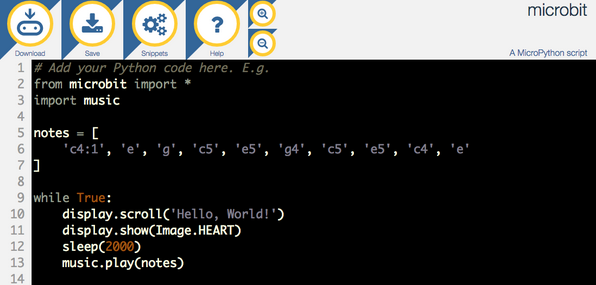 microbit
Download Save Snippets Help
A MicroPython script
1 # Add your Python code here. E.g.
2 from microbit import *
3 import music
4
5 notes = [
6 'c4:1', 'e', 'g', 'c5', 'e5', 'g4', 'c5', 'e5', 'c4', 'e'
7 ]
8
9 while True:
10 display.scroll('Hello, World!')
11 display.show(Image.HEART)
12 sleep(2000)
13 music.play(notes)
14